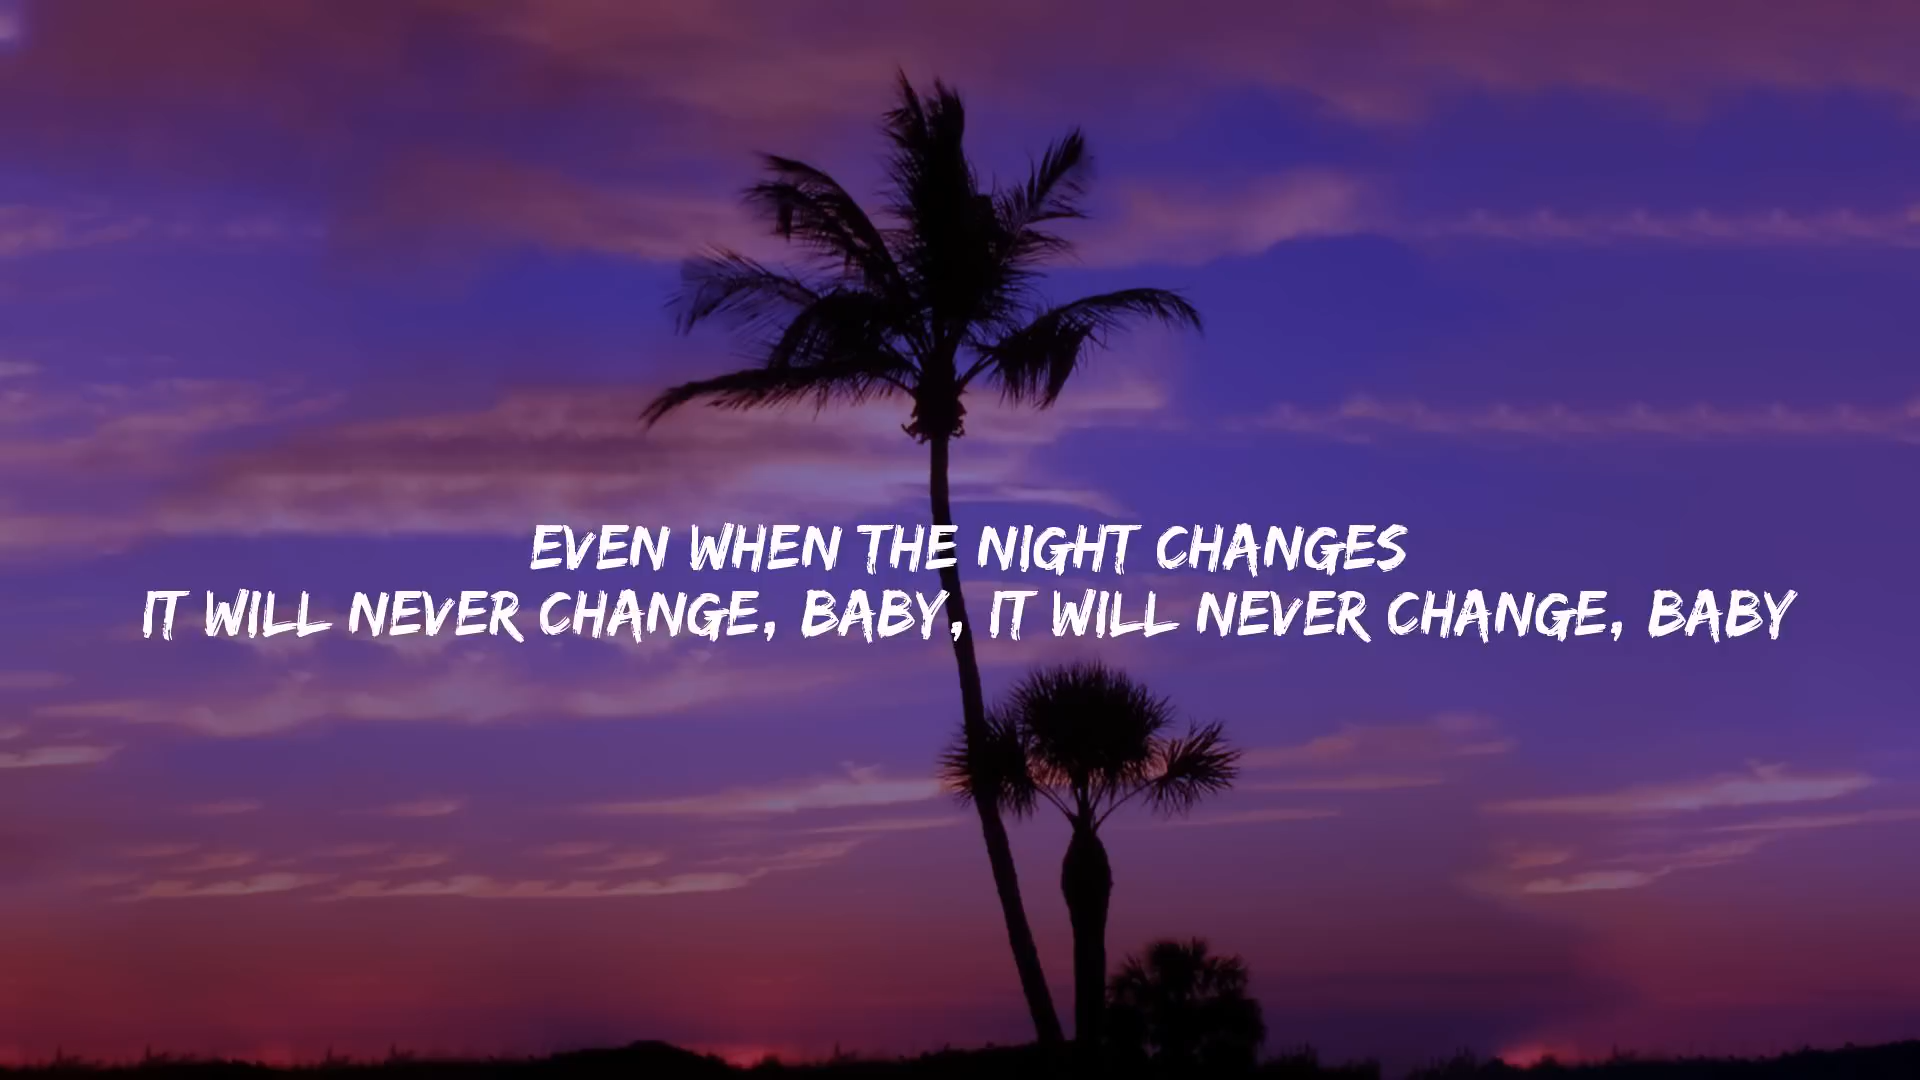 EVEN WHEN THE NIGHT CHANGES
IT WILL NEVER CHANGE, BABY, IT WILL NEVER CHANGE, BABY